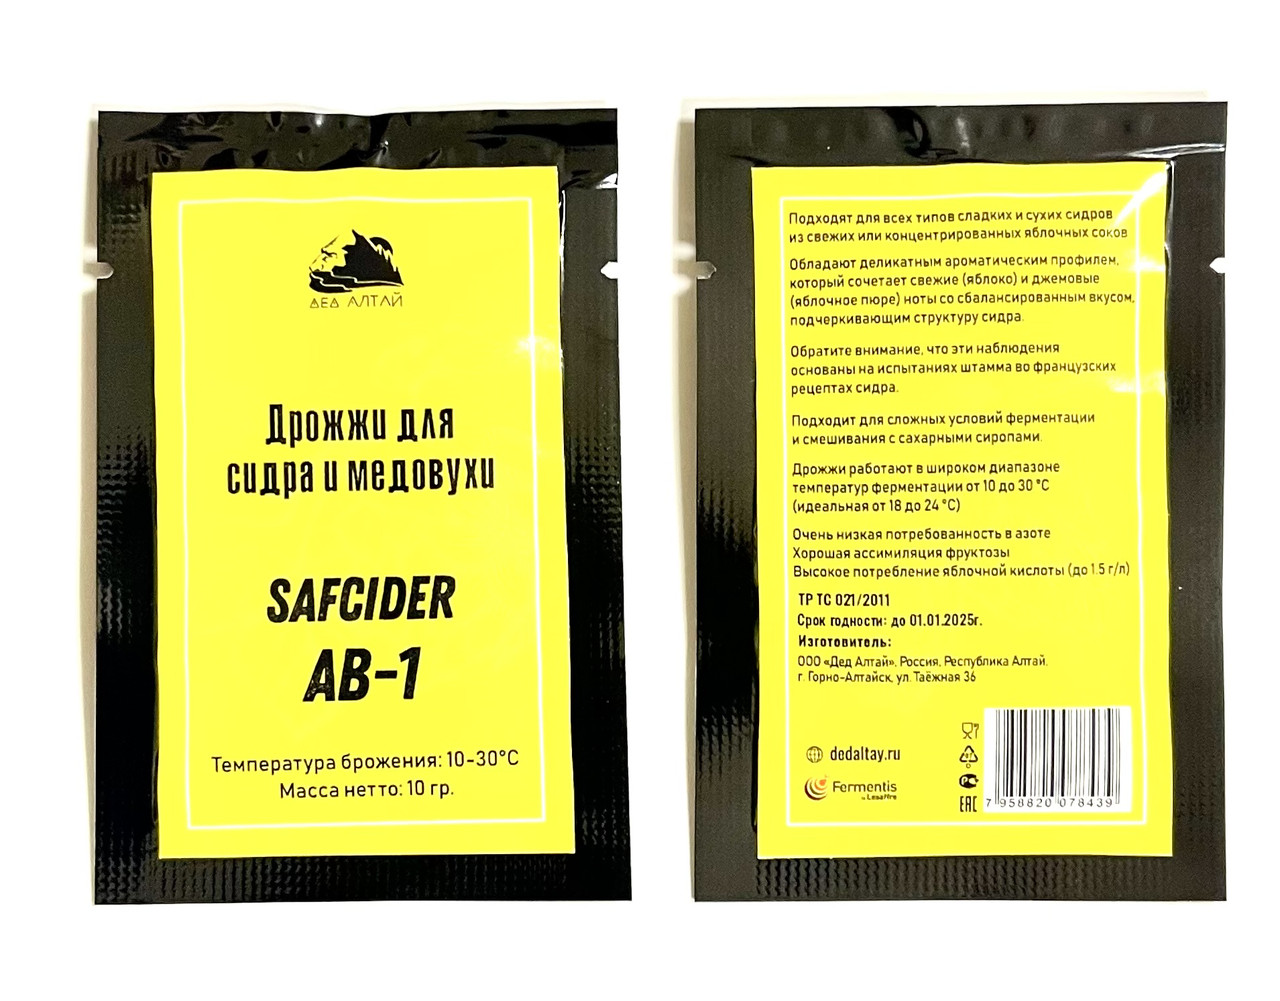 ДЕД АЛТАЙ
Дрожжи для
сидра и медовухи
SAFCIDER
AB-1
Температура брожения: 10-30°C
Масса нетто: 10 гр.
Подходят для всех типов сладких и сухих сидров
из свежих или концентрированных яблочных соков
Обладают деликатным ароматическим профилем,
который сочетает свежие (яблоко) и джемовые
(яблочное пюре) ноты со сбалансированным вкусом,
подчеркивающим структуру сидра.
Обратите внимание, что эти наблюдения
основаны на испытаниях штамма во французских
рецептах сидра.
Подходит для сложных условий ферментации
и смешивания с сахарными сиропами.
Дрожжи работают в широком диапазоне
температур ферментации от 10 до 30 °C
(идеальная от 18 до 24 °C)
Очень низкая потребованность в азоте
Хорошая ассимиляция фруктозы
Высокое потребление яблочной кислоты (до 1.5 г/л)
ТР ТС 021/2011
Срок годности: до 01.01.2025г.
Изготовитель:
ООО «Дед Алтай», Россия, Республика Алтай,
г. Горно-Алтайск, ул. Таёжная 36
dedaltay.ru
Fermentis
by Lesaffre
EAC
7 958820 078439